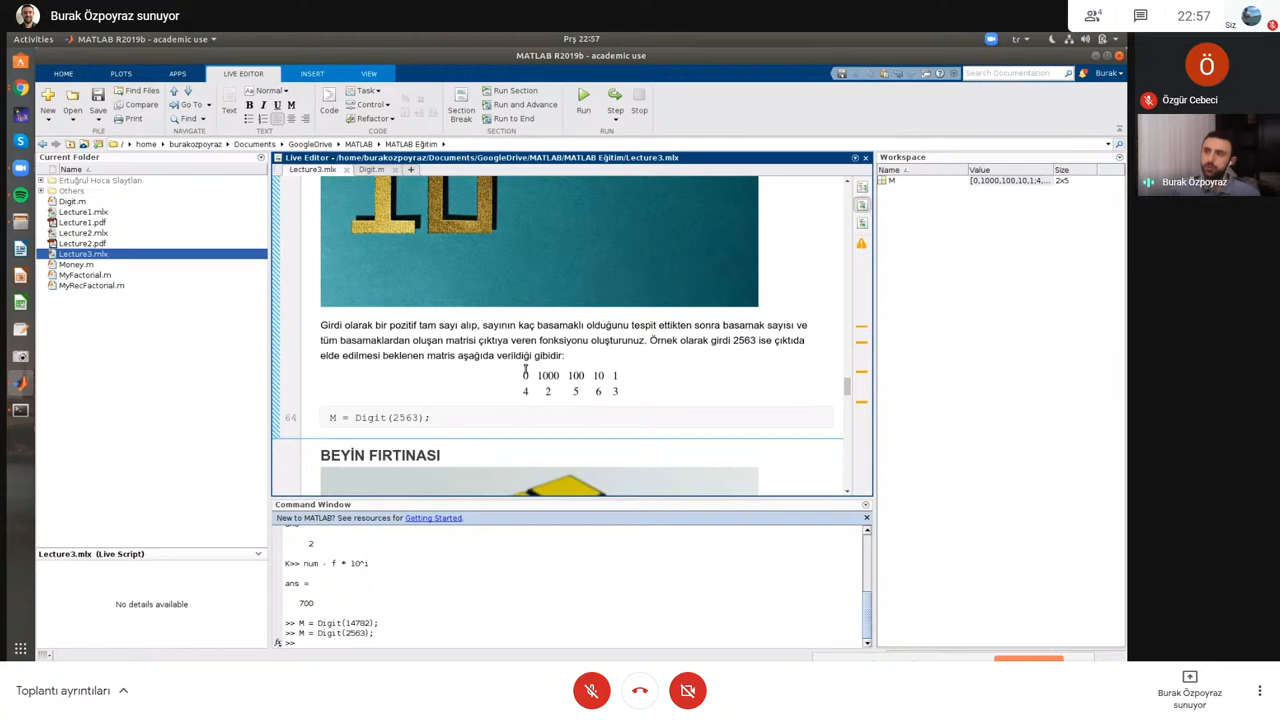 Burak Özpoyraz sunuyor
4
22:57
Siz
Activities
MATLAB R2019b - academic use
Prş 22:57
tr
MATLAB R2019b - academic use
HOME
PLOTS
APPS
LIVE EDITOR
INSERT
VIEW
Search Documentation
Burak
New
Open
Save
Find Files
Compare
Print
FILE
Go To
Find
NAVIGATE
Text
Normal
B I U M
TEXT
Code
Task
Control
Refactor
CODE
Section Break
Run Section
Run and Advance
Run to End
SECTION
Run
Step
Stop
RUN
/ home burakozpoyraz Documents GoogleDrive MATLAB MATLAB Eğitim
Current Folder
Name
Ertuğrul Hoca Slaytları
Others
Digit.m
Lecture1.mlx
Lecture1.pdf
Lecture2.mlx
Lecture2.pdf
Lecture3.mlx
Money.m
MyFactorial.m
MyRecFactorial.m
Lecture3.mlx (Live Script)
No details available
Live Editor - /home/burakozpoyraz/Documents/GoogleDrive/MATLAB/MATLAB Eğitim/Lecture3.mlx
Lecture3.mlx
Digit.m
10
Girdi olarak bir pozitif tam sayı alıp, sayının kaç basamaklı olduğunu tespit ettikten sonra basamak sayısı ve
tüm basamaklardan oluşan matrisi çıktıya veren fonksiyonu oluşturunuz. Örnek olarak girdi 2563 ise çıktıda
elde edilmesi beklenen matris aşağıda verildiği gibidir:
0 1000 100 10 1
4 2 5 6 3
64 M = Digit(2563);
BEYİN FIRTINASI
Command Window
New to MATLAB? See resources for Getting Started.
2
K>> num - f * 10^i
ans =
700
>> M = Digit(14782);
>> M = Digit(2563);
fx >>
Workspace
Name
Value
Size
M
[0,1000,100,10,1;4,...
2x5
Ö
Özgür Cebeci
Burak Özpoyraz
Toplantı ayrıntıları
Burak Özpoyraz
sunuyor